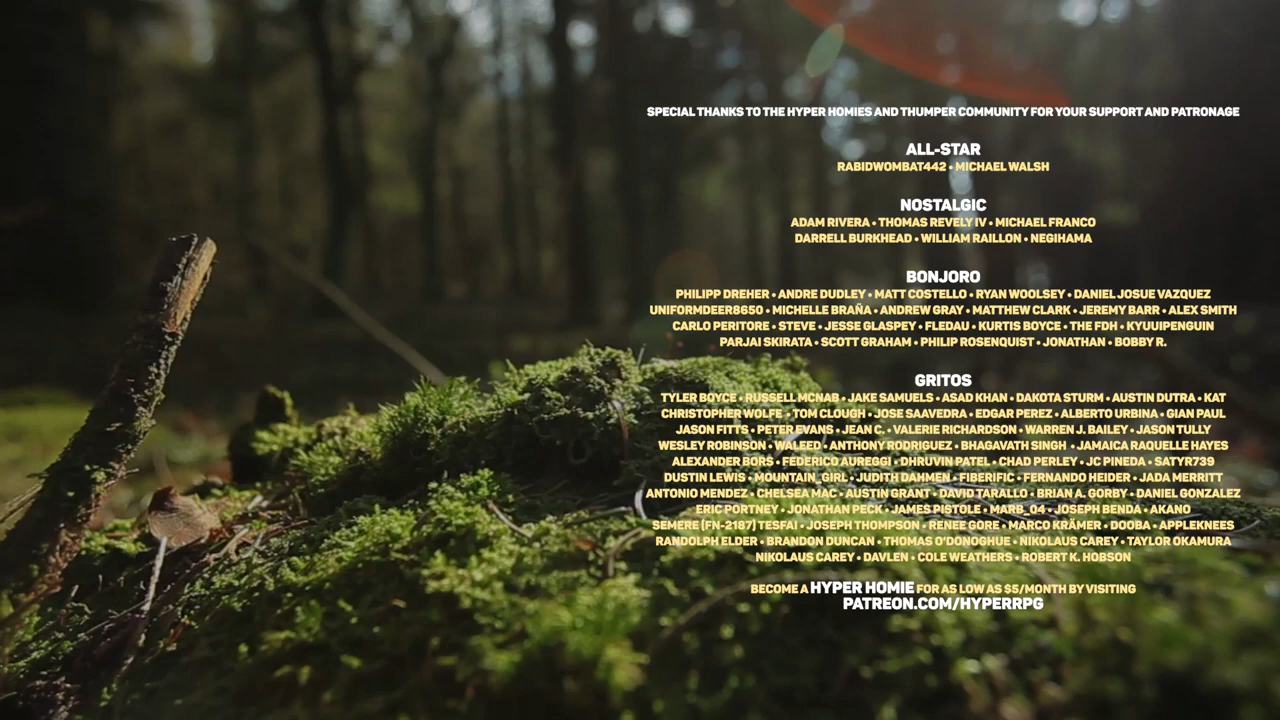 SPECIAL THANKS TO THE HYPER HOMIES AND THUMPER COMMUNITY FOR YOUR SUPPORT AND PATRONAGE
ALL-STAR
RABIDWOMBAT442 • MICHAEL WALSH
NOSTALGIC
ADAM RIVERA • THOMAS REVELY IV • MICHAEL FRANCO
DARRELL BURKHEAD • WILLIAM RAILLON • NEGIHAMA
BONJORO
PHILIPP DREHER • ANDRE DUDLEY • MATT COSTELLO • RYAN WOOLSEY • DANIEL JOSUE VAZQUEZ
UNIFORMDEER8650 • MICHELLE BRAÑA • ANDREW GRAY • MATTHEW CLARK • JEREMY BARR • ALEX SMITH
CARLO PERITORE • STEVE • JESSE GLASPEY • FLEDAU • KURTIS BOYCE • THE FDH • KYUUIPENGUIN
PARJAI SKIRATA • SCOTT GRAHAM • PHILIP ROSENQUIST • JONATHAN • BOBBY R.
GRITOS
TYLER BOYCE • RUSSELL MCNAB • JAKE SAMUELS • ASAD KHAN • DAKOTA STURM • AUSTIN DUTRA • KAT
CHRISTOPHER WOLFE • TOM CLOUGH • JOSE SAAVEDRA • EDGAR PEREZ • ALBERTO URBINA • GIAN PAUL
JASON FITTS • PETER EVANS • JEAN C. • VALERIE RICHARDSON • WARREN J. BAILEY • JASON TULLY
WESLEY ROBINSON • WALEED • ANTHONY RODRIGUEZ • BHAGAVATH SINGH • JAMAICA RAQUELLE HAYES
ALEXANDER BORS • FEDERICO AUREGGI • DHRUVIN PATEL • CHAD PERLEY • JC PINEDA • SATYR739
DUSTIN LEWIS • MOUNTAIN_GIRL • JUDITH DAHMEN • FIBERIFIC • FERNANDO HEIDER • JADA MERRITT
ANTONIO MENDEZ • CHELSEA MAC • AUSTIN GRANT • DAVID TARALLO • BRIAN A. GORBY • DANIEL GONZALEZ
ERIC PORTNEY • JONATHAN PECK • JAMES PISTOLE • MARB_04 • JOSEPH BENDA • AKANO
SEMERE (FN-2187) TESFAI • JOSEPH THOMPSON • RENEE GORE • MARCO KRÄMER • DOOBA • APPLEKNEES
RANDOLPH ELDER • BRANDON DUNCAN • THOMAS O'DONOGHUE • NIKOLAUS CAREY • TAYLOR OKAMURA
NIKOLAUS CAREY • DAVLEN • COLE WEATHERS • ROBERT K. HOBSON
BECOME A HYPER HOMIE FOR AS LOW AS $5/MONTH BY VISITING
PATREON.COM/HYPERRPG